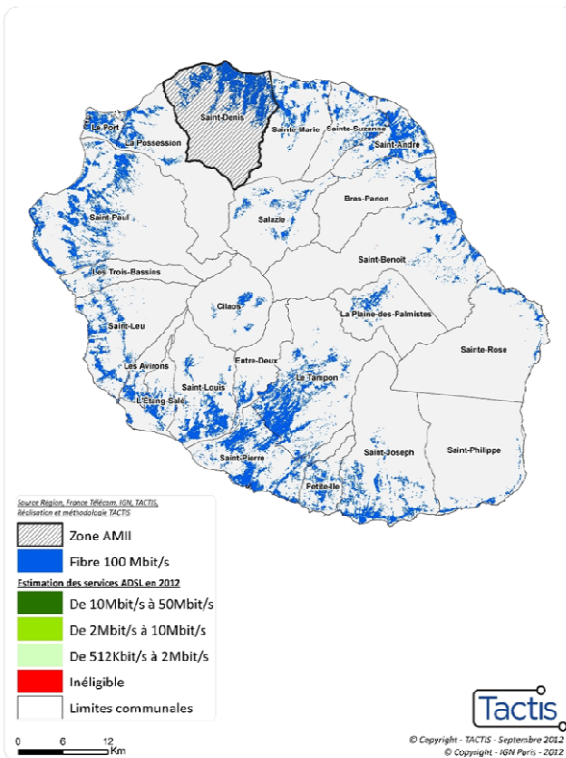 Saint-Denis
Le Port
La Possession
Sainte-Marie
Sainte-Suzanne
Saint-André
Saint-Paul
Salazie
Bras-Panon
Saint-Benoit
Les Trois-Bassins
Cilaos
La Plaine-des-Palmistes
Saint-Leu
Sainte-Rose
Les Avirons
Entre-Deux
Le Tampon
Saint-Louis
L'Etang-Salé
Saint-Joseph
Saint-Philippe
Saint-Pierre
Petite-Ile
Source Région, France Télécom, IGN, TACTIS,
Réalisation et méthodologie TACTIS
Zone AMII
Fibre 100 Mbit/s
Estimation des services ADSL en 2012
De 10Mbit/s à 50Mbit/s
De 2Mbit/s à 10Mbit/s
De 512Kbit/s à 2Mbit/s
Inéligible
Limites communales
0 6 12
Km
Tactis
© Copyright - TACTIS - Septembre 2012
© Copyright - IGN Paris - 2012